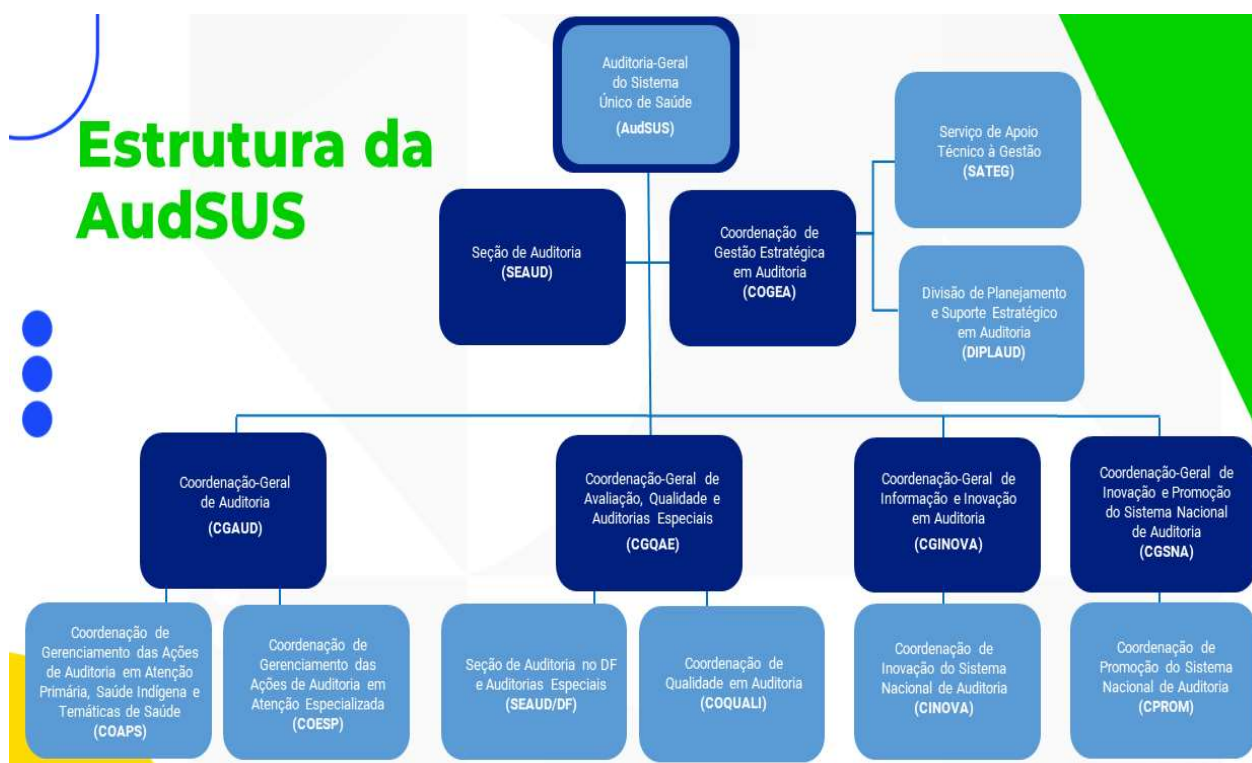 Estrutura da
AudSUS
Auditoria-Geral
do Sistema
Único de Saúde
(AudSUS)
Seção de Auditoria
(SEAUD)
Coordenação de
Gestão Estratégica
em Auditoria
(COGEA)
Serviço de Apoio
Técnico à Gestão
(SATEG)
Divisão de Planejamento
e Suporte Estratégico
em Auditoria
(DIPLAUD)
Coordenação-Geral
de Auditoria
(CGAUD)
Coordenação-Geral de
Avaliação, Qualidade e
Auditorias Especiais
(CGQAE)
Coordenação-Geral de
Informação e Inovação
em Auditoria
(CGINOVA)
Coordenação-Geral de
Inovação e Promoção
do Sistema Nacional
de Auditoria
(CGSNA)
Coordenação de
Gerenciamento das Ações
de Auditoria em Atenção
Primária, Saúde Indígena e
Temáticas de Saúde
(COAPS)
Coordenação de
Gerenciamento das
Ações de Auditoria em
Atenção Especializada
(COESP)
Seção de Auditoria no DF
e Auditorias Especiais
(SEAUD/DF)
Coordenação de
Qualidade em Auditoria
(COQUALI)
Coordenação de
Inovação do Sistema
Nacional de Auditoria
(CINOVA)
Coordenação de
Promoção do Sistema
Nacional de Auditoria
(CPROM)